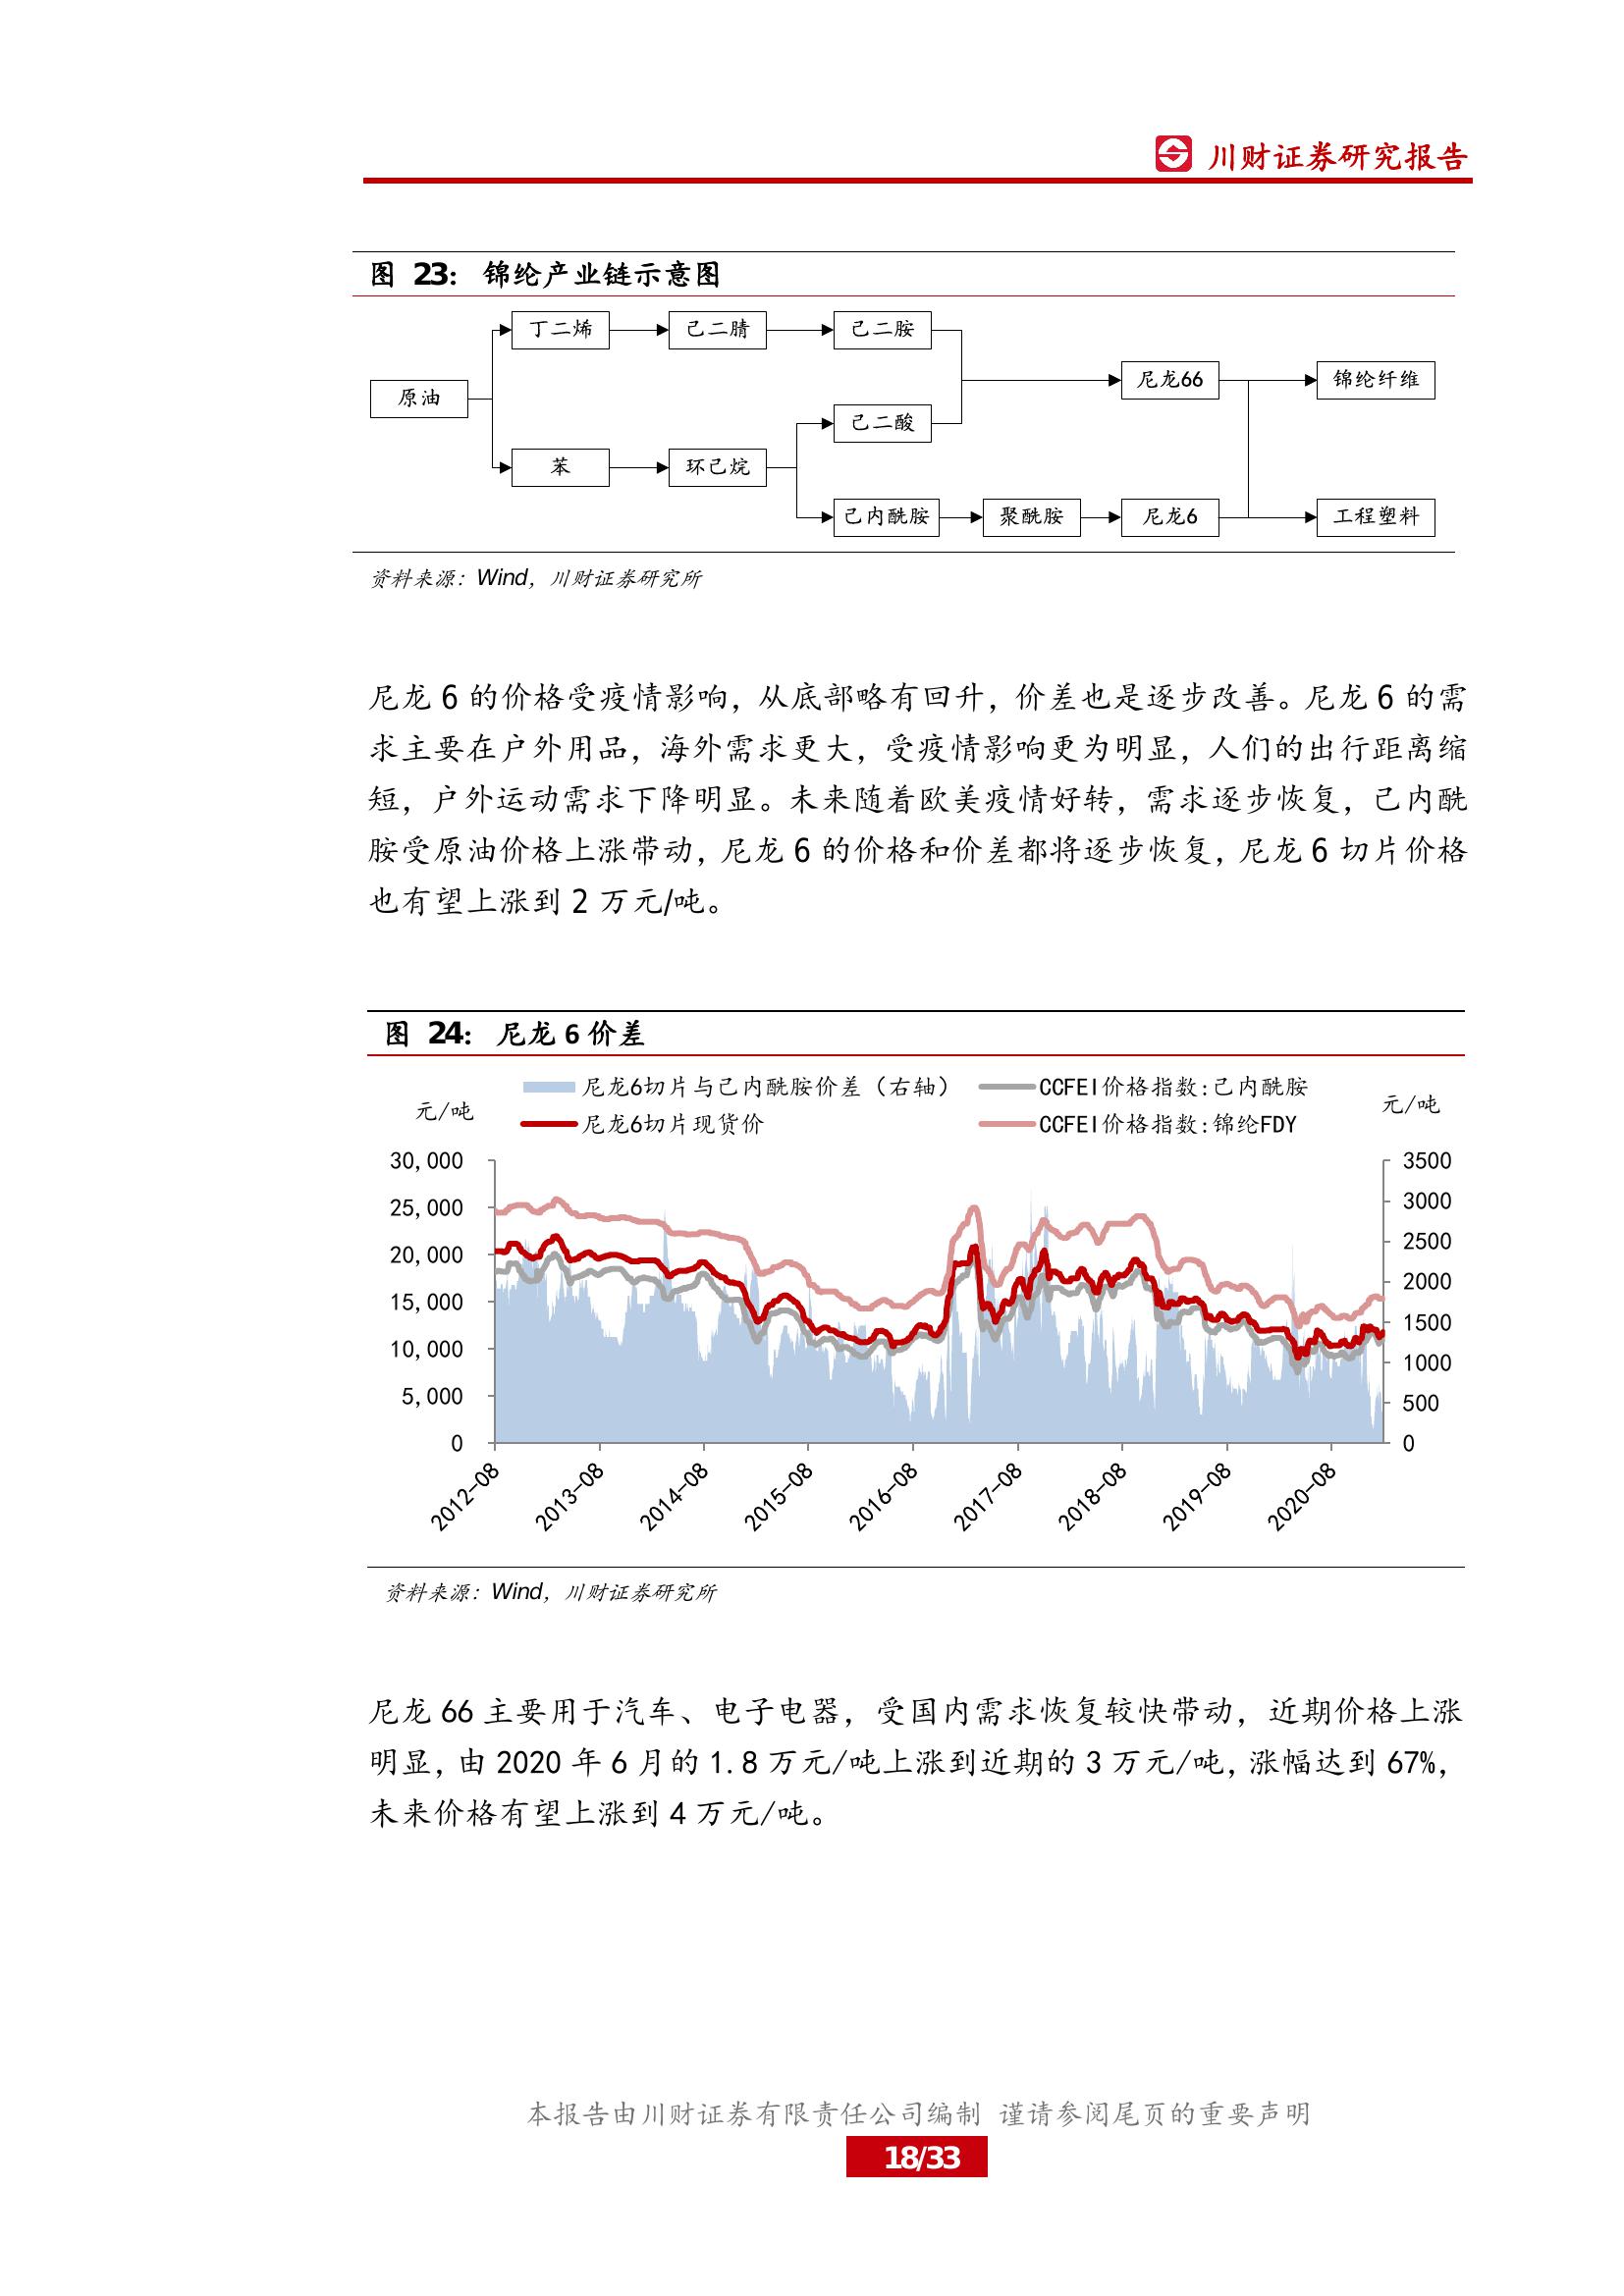 川财证券研究报告
图 23： 锦纶产业链示意图
丁二烯 己二腈 己二胺
尼龙66 锦纶纤维
原油
己二酸
苯 环己烷
己内酰胺 聚酰胺 尼龙6 工程塑料
资料来源：Wind，川财证券研究所
尼龙 6 的价格受疫情影响，从底部略有回升，价差也是逐步改善。尼龙 6 的需
求主要在户外用品，海外需求更大，受疫情影响更为明显，人们的出行距离缩
短，户外运动需求下降明显。未来随着欧美疫情好转，需求逐步恢复，己内酰
胺受原油价格上涨带动，尼龙 6 的价格和价差都将逐步恢复，尼龙 6 切片价格
也有望上涨到 2 万元/吨。
图 24： 尼龙 6 价差
尼龙6切片与己内酰胺价差（右轴） CCFEI价格指数:己内酰胺
元/吨 元/吨
尼龙6切片现货价 CCFEI价格指数:锦纶FDY
30,000 3500
25,000 3000
20,000 2500
15,000 2000
10,000 1500
5,000 1000
0 500
0
2012-08 2013-08 2014-08 2015-08 2016-08 2017-08 2018-08 2019-08 2020-08
资料来源：Wind，川财证券研究所
尼龙 66 主要用于汽车、电子电器，受国内需求恢复较快带动，近期价格上涨
明显，由 2020 年 6 月的 1.8 万元/吨上涨到近期的 3 万元/吨，涨幅达到 67%，
未来价格有望上涨到 4 万元/吨。
本报告由川财证券有限责任公司编制 谨请参阅尾页的重要声明
18/33